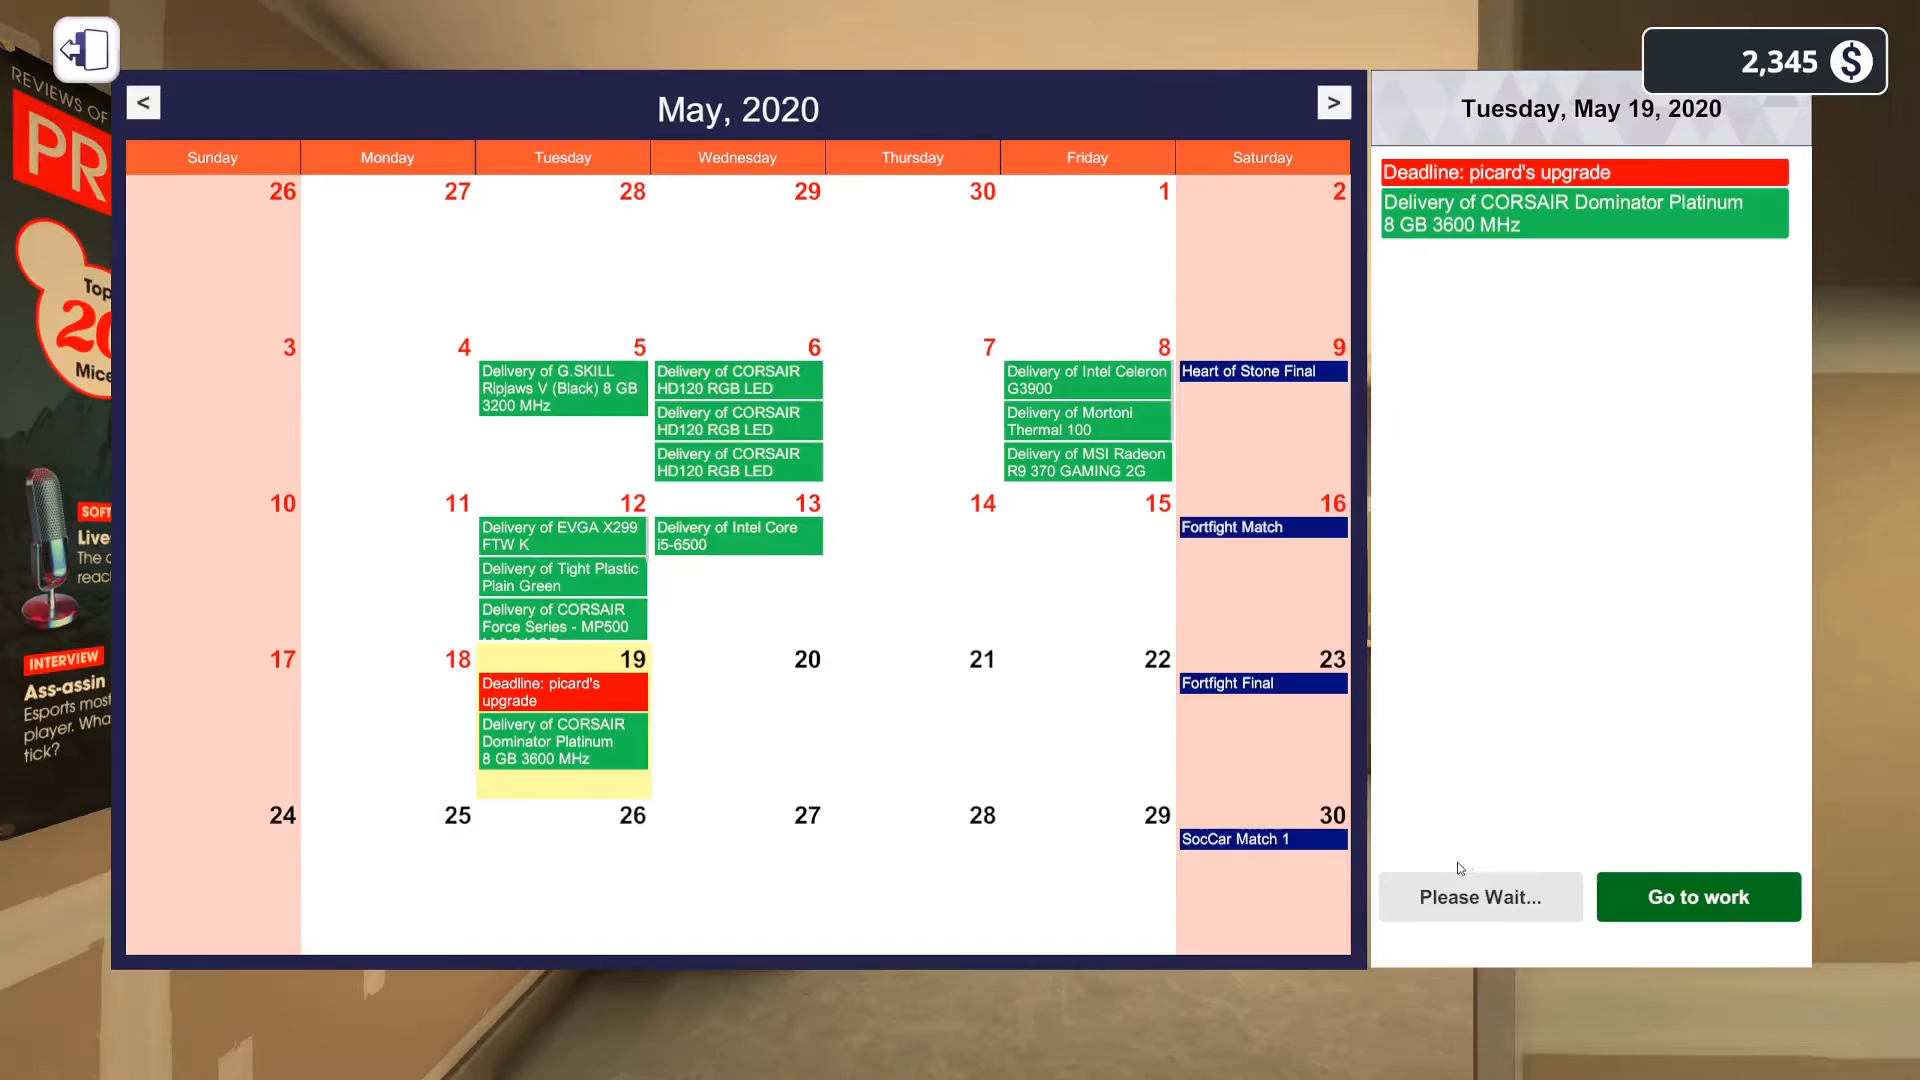 2,345 $
REVIEWS OF
PR
Top
20
Mice
SOFT
Live
The c
reac
INTERVIEW
Ass-assin
Esports most
player. Wha
tick?
<
May, 2020
>
Sunday Monday Tuesday Wednesday Thursday Friday Saturday
26 27 28 29 30 1 2
3 4 5 6 7 8 9
Delivery of G.SKILL
Ripjaws V (Black) 8 GB
3200 MHz
Delivery of CORSAIR
HD120 RGB LED
Delivery of CORSAIR
HD120 RGB LED
Delivery of CORSAIR
HD120 RGB LED
Delivery of Intel Celeron
G3900
Delivery of Mortoni
Thermal 100
Delivery of MSI Radeon
R9 370 GAMING 2G
Heart of Stone Final
10 11 12 13 14 15 16
Delivery of EVGA X299
FTW K
Delivery of Tight Plastic
Plain Green
Delivery of CORSAIR
Force Series - MP500
Delivery of Intel Core
i5-6500
Fortfight Match
17 18 19 20 21 22 23
Deadline: picard's
upgrade
Delivery of CORSAIR
Dominator Platinum
8 GB 3600 MHz
Fortfight Final
24 25 26 27 28 29 30
SocCar Match 1
Tuesday, May 19, 2020
Deadline: picard's upgrade
Delivery of CORSAIR Dominator Platinum
8 GB 3600 MHz
Please Wait...
Go to work